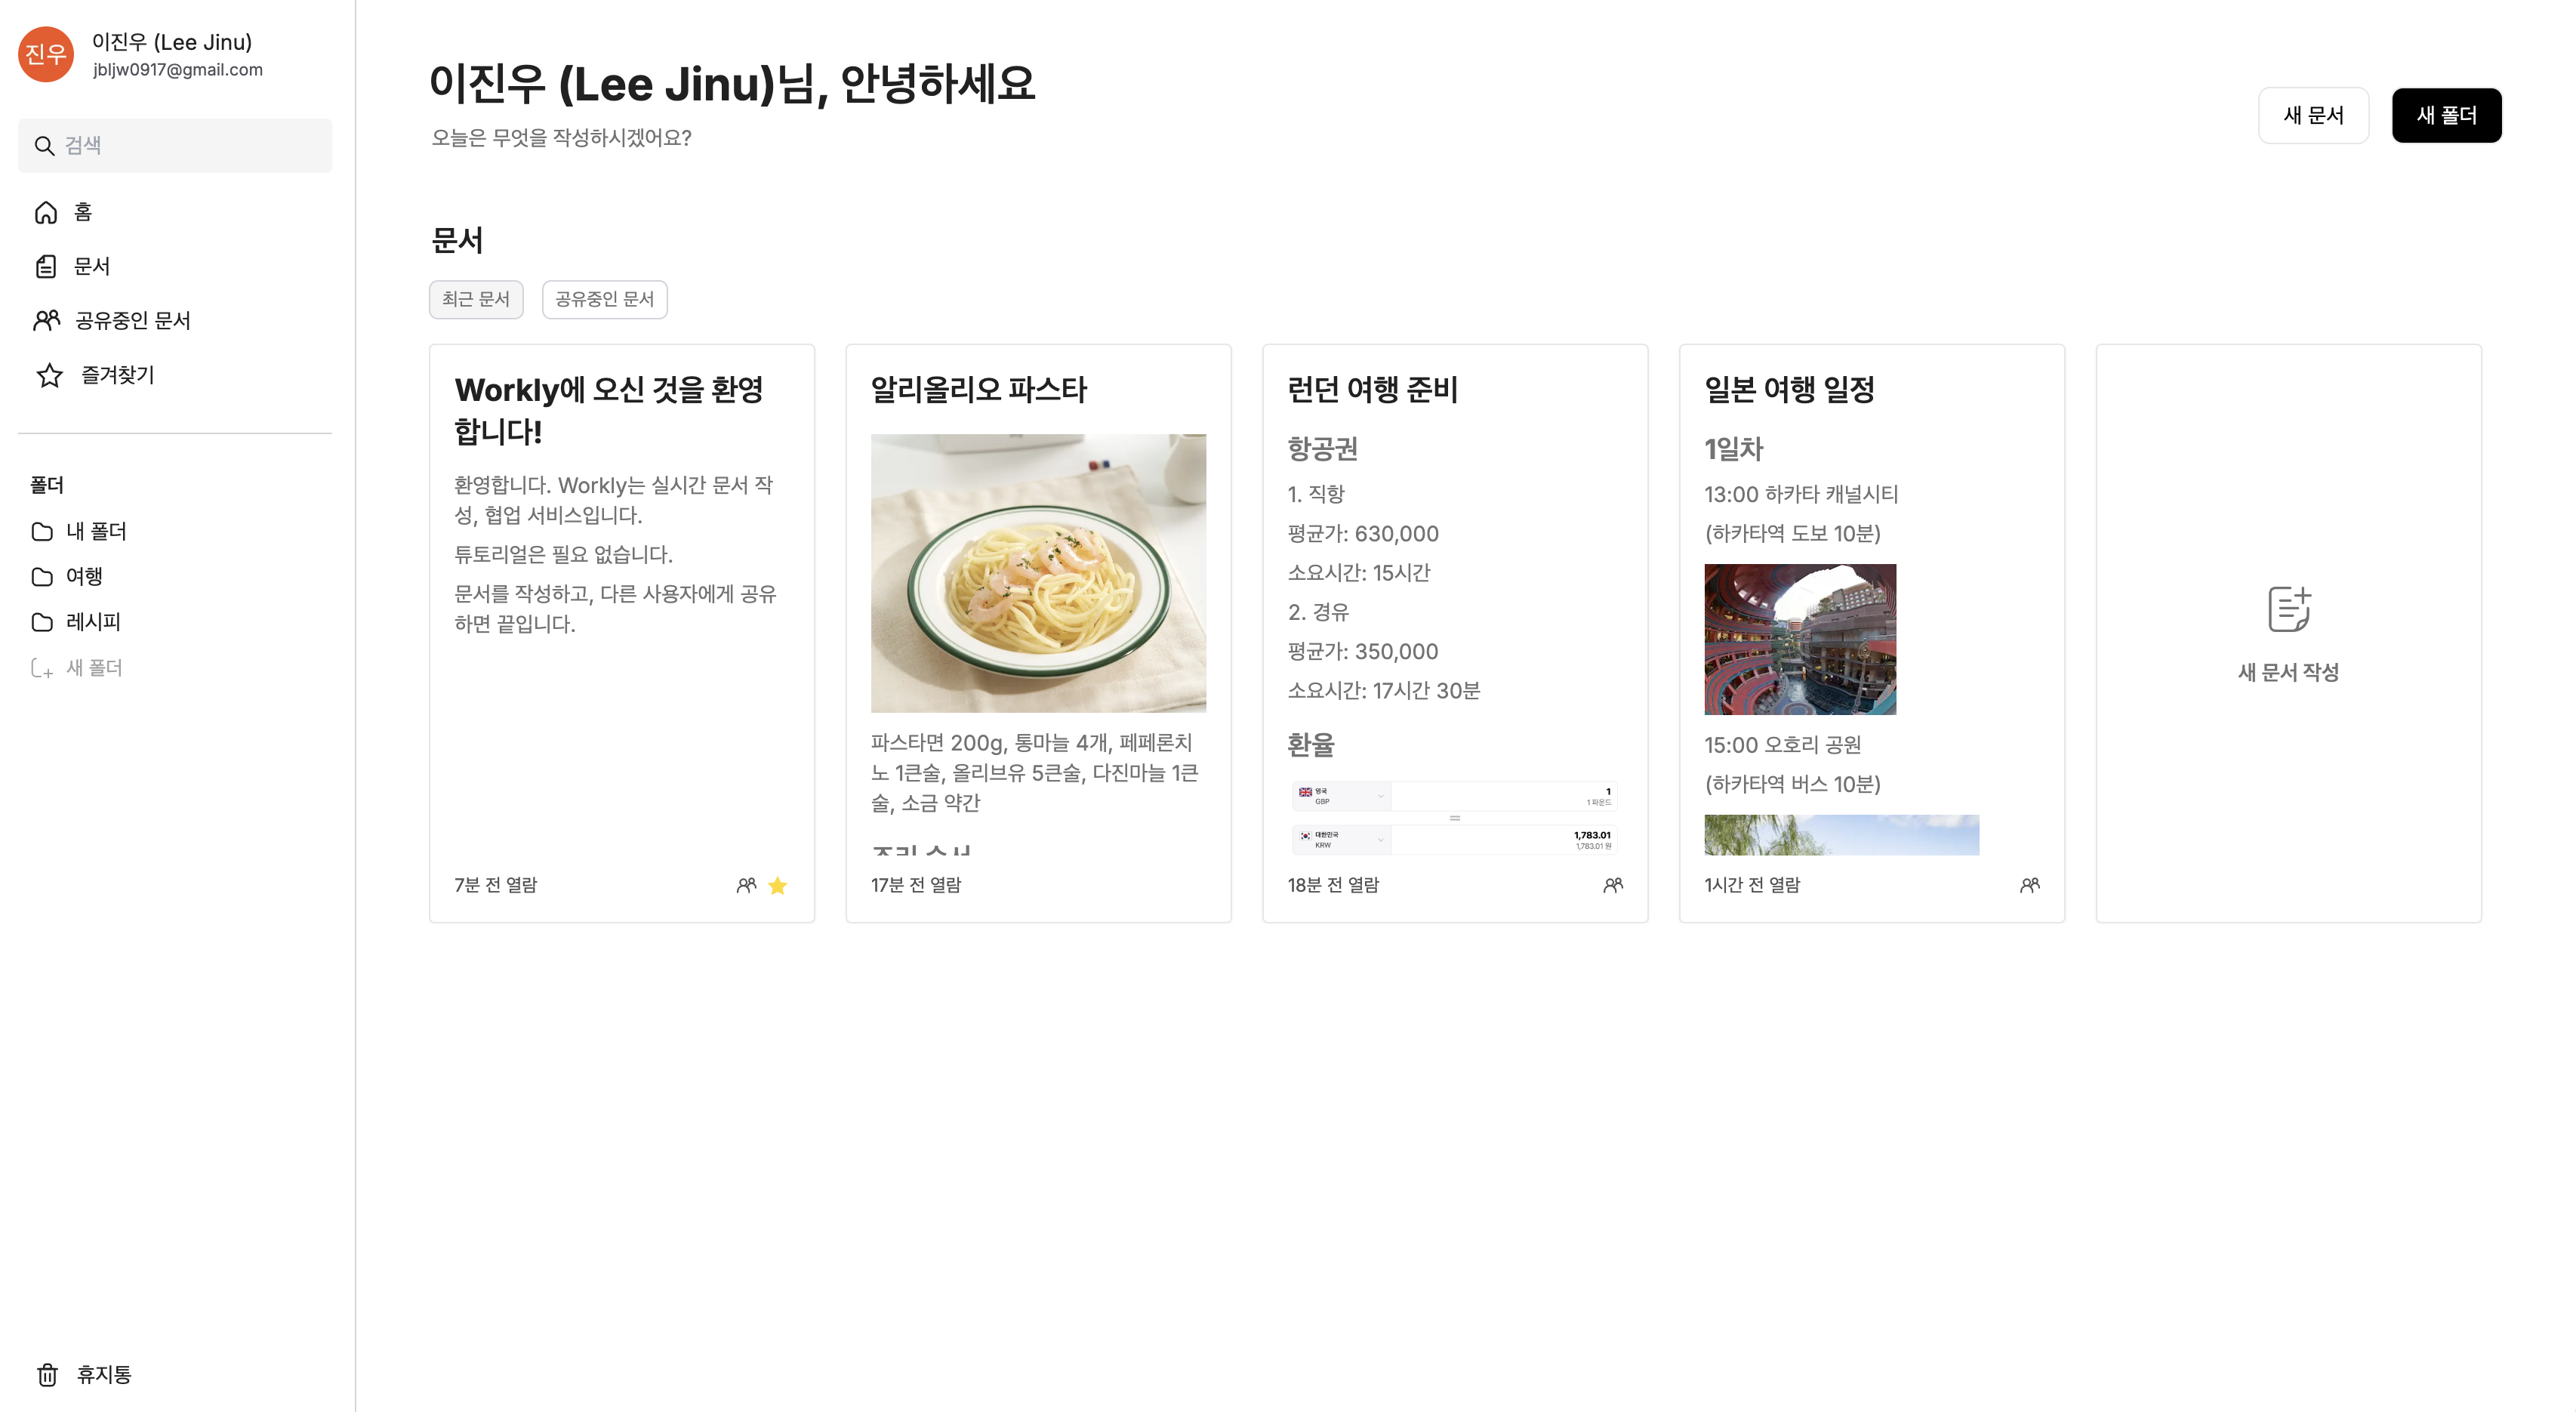 진우
이진우 (Lee Jinu)
jbljw0917@gmail.com
검색
홈
문서
공유중인 문서
즐겨찾기
폴더
내 폴더
여행
레시피
새 폴더
휴지통
이진우 (Lee Jinu)님, 안녕하세요
오늘은 무엇을 작성하시겠어요?
새 문서
새 폴더
문서
최근 문서
공유중인 문서
Workly에 오신 것을 환영
합니다!
환영합니다. Workly는 실시간 문서 작
성, 협업 서비스입니다.
튜토리얼은 필요 없습니다.
문서를 작성하고, 다른 사용자에게 공유
하면 끝입니다.
7분 전 열람
알리올리오 파스타
파스타면 200g, 통마늘 4개, 페페론치
노 1큰술, 올리브유 5큰술, 다진마늘 1큰
술, 소금 약간
17분 전 열람
런던 여행 준비
항공권
1. 직항
평균가: 630,000
소요시간: 15시간
2. 경유
평균가: 350,000
소요시간: 17시간 30분
환율
영국
GBP
1
1 파운드
=
대한민국
KRW
1,783.01
1,783.01 원
18분 전 열람
일본 여행 일정
1일차
13:00 하카타 캐널시티
(하카타역 도보 10분)
15:00 오호리 공원
(하카타역 버스 10분)
1시간 전 열람
새 문서 작성